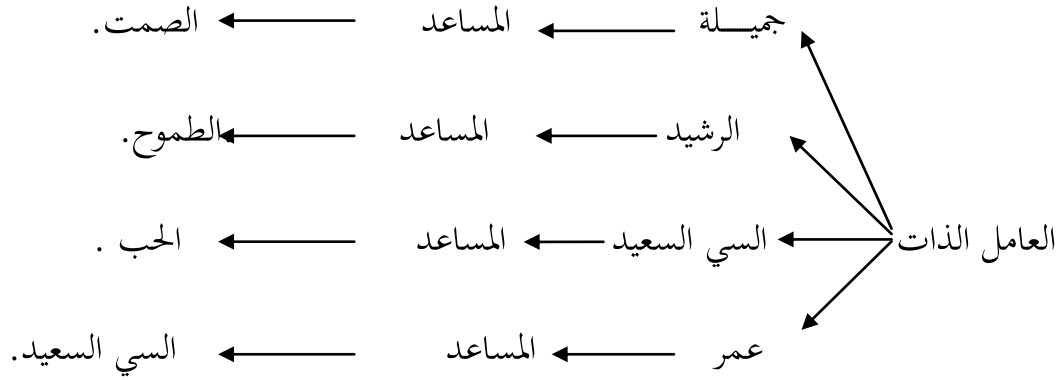 جميلة المساعد الصمت.
الرشيد المساعد الطموح.
العامل الذات السي السعيد المساعد الحب .
عمر المساعد السي السعيد.